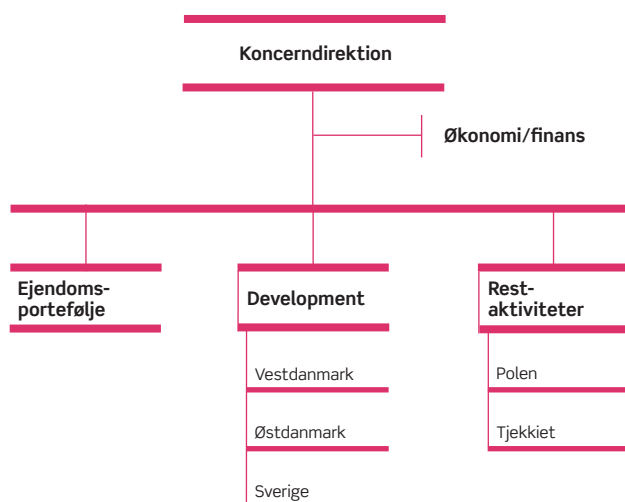 Koncerndirektion
Økonomi/finans
Ejendoms-
portefølje
Development
Vestdanmark
Østdanmark
Sverige
Rest-
aktiviteter
Polen
Tjekkiet